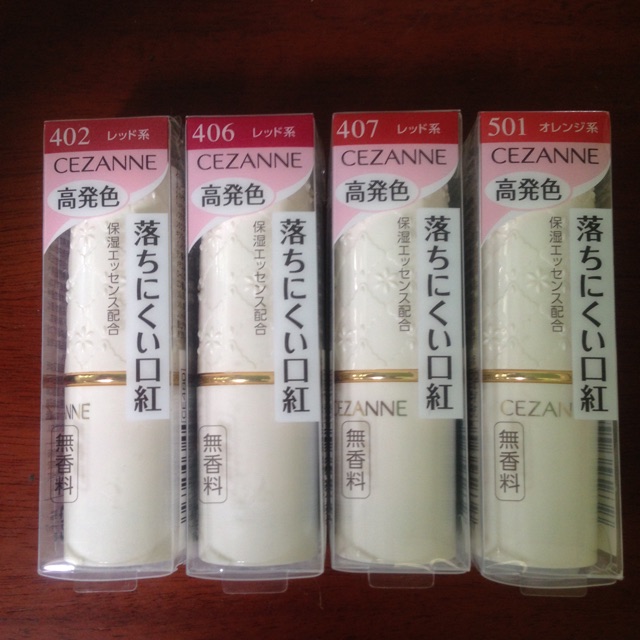 402 レッド系
CEZANNE
高発色
保湿エッセンス配合
落ちにくい口紅
ANNE
無香料
406 レッド系
CEZANNE
高発色
保湿エッセンス配合
落ちにくい口紅
無香料
407 レッド系
CEZANNE
高発色
保湿エッセンス配合
落ちにくい口紅
CEZANNE
無香料
501 オレンジ系
CEZANNE
高発色
保湿エッセンス配合
落ちにくい口紅
CEZANNE
無香料